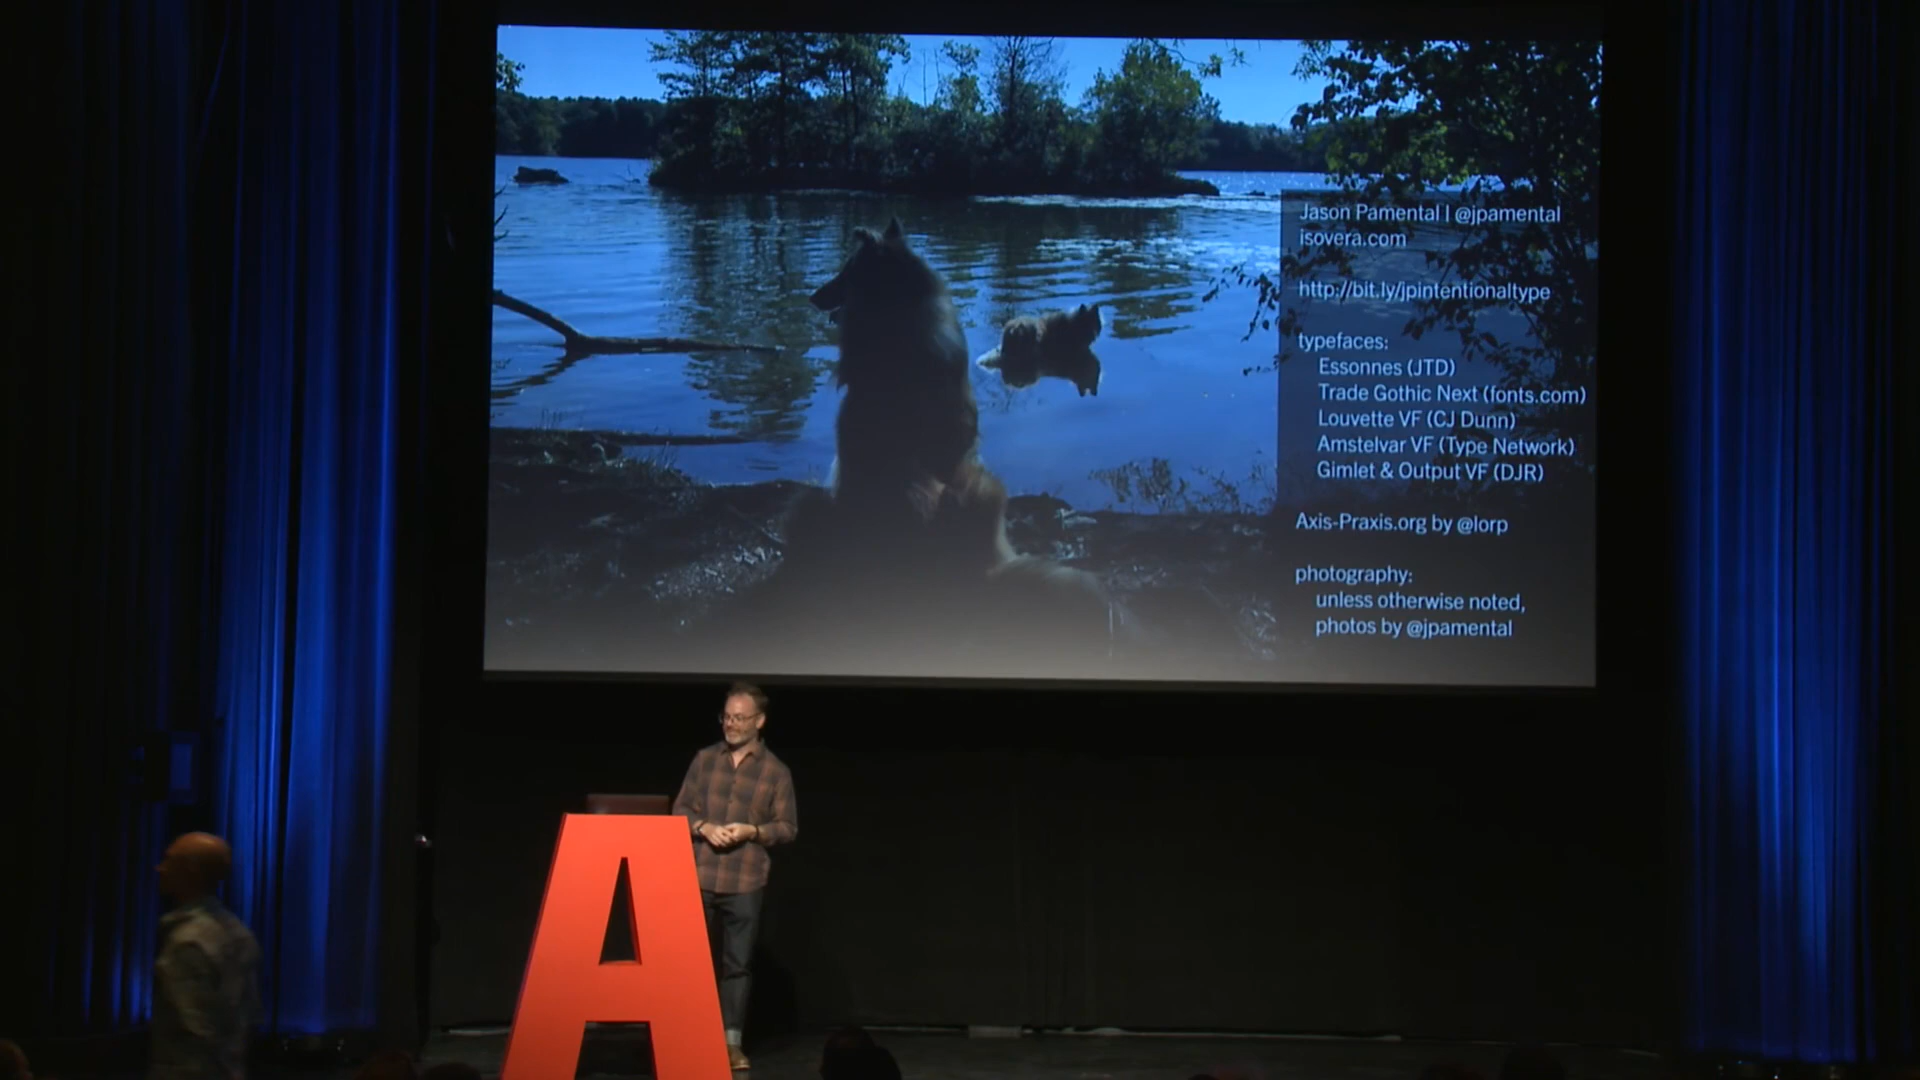 Jason Pamental | @jpamental
isovera.com
http://bit.ly/jpintentionaltype
typefaces:
Essonnes (JTD)
Trade Gothic Next (fonts.com)
Louvette VF (CJ Dunn)
Amstelvar VF (Type Network)
Gimlet & Output VF (DJR)
Axis-Praxis.org by @lorp
photography:
unless otherwise noted,
photos by @jpamental
A